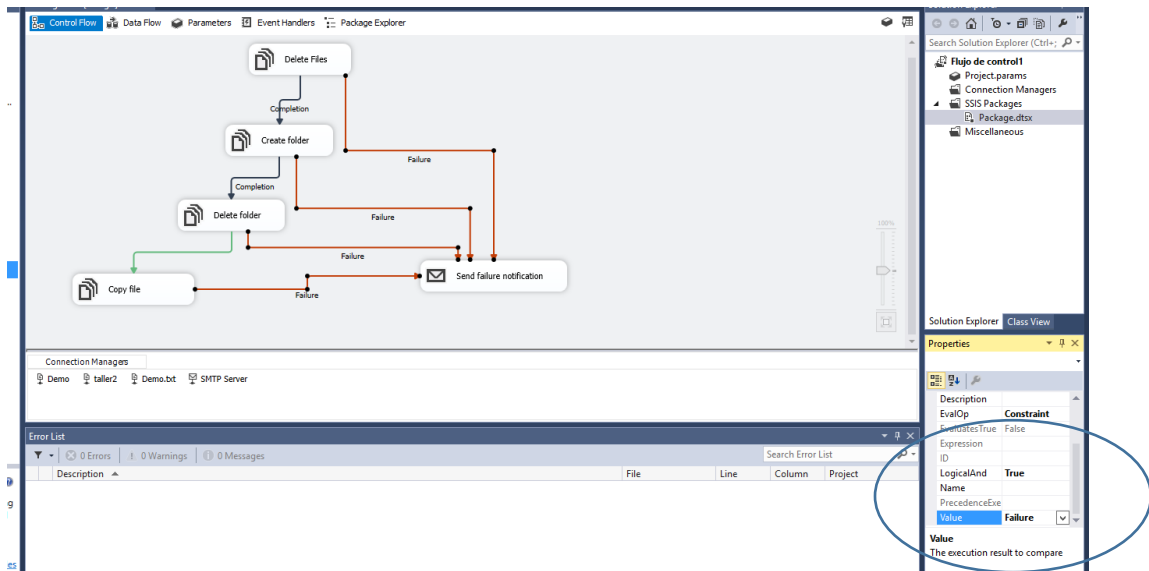 Control Flow Data Flow Parameters Event Handlers Package Explorer
Delete Files
Completion
Create folder
Failure
Completion
Delete folder
Failure
Failure
Copy file
Send failure notification
Failure
100%
Connection Managers
Demo taller2 Demo.txt SMTP Server
Error List
0 Errors 0 Warnings 0 Messages Search Error List
Description File Line Column Project
Search Solution Explorer (Ctrl+;
Flujo de control1
Project.params
Connection Managers
SSIS Packages
Package.dtsx
Miscellaneous
Solution Explorer Class View
Properties
Description
EvalOp Constraint
EvaluatesTrue False
Expression
ID
LogicalAnd True
Name
PrecedenceExe
Value Failure
Value
The execution result to compare
g
es